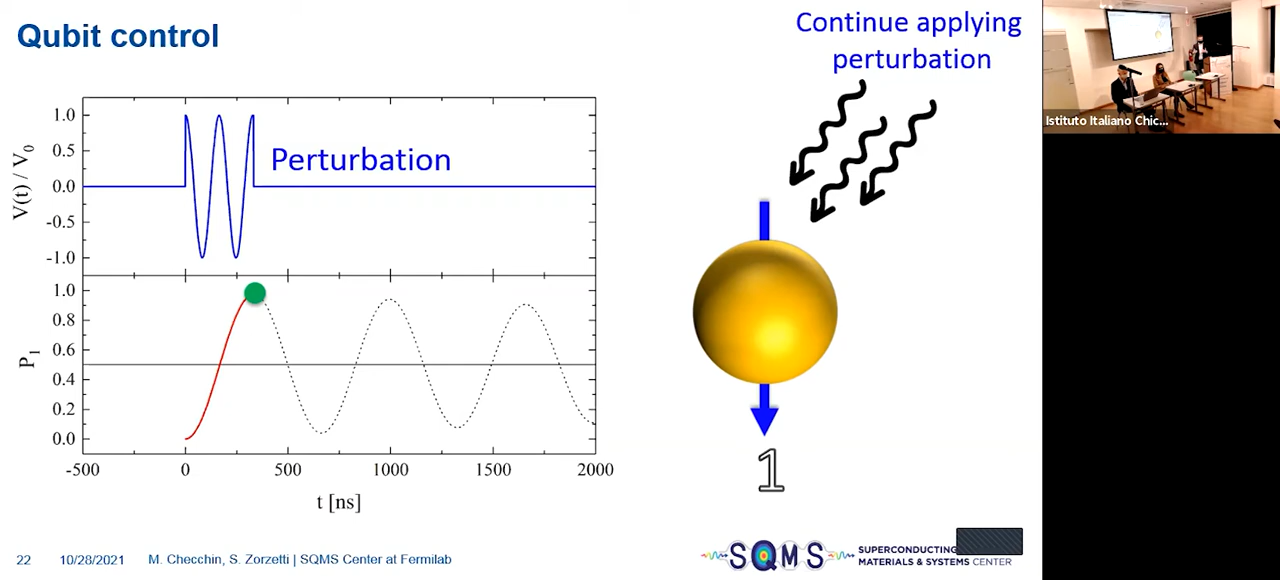 Qubit control
Continue applying
perturbation
V(t) / V0
1.0
0.5
0.0
-0.5
-1.0
Perturbation
P1
1.0
0.8
0.6
0.4
0.2
0.0
-500
0
500
1000
1500
2000
t [ns]
1
Istituto Italiano Chic...
22
10/28/2021
M. Checchin, S. Zorzetti | SQMS Center at Fermilab
SQMS
SUPERCONDUCTING
MATERIALS & SYSTEMS CENTER